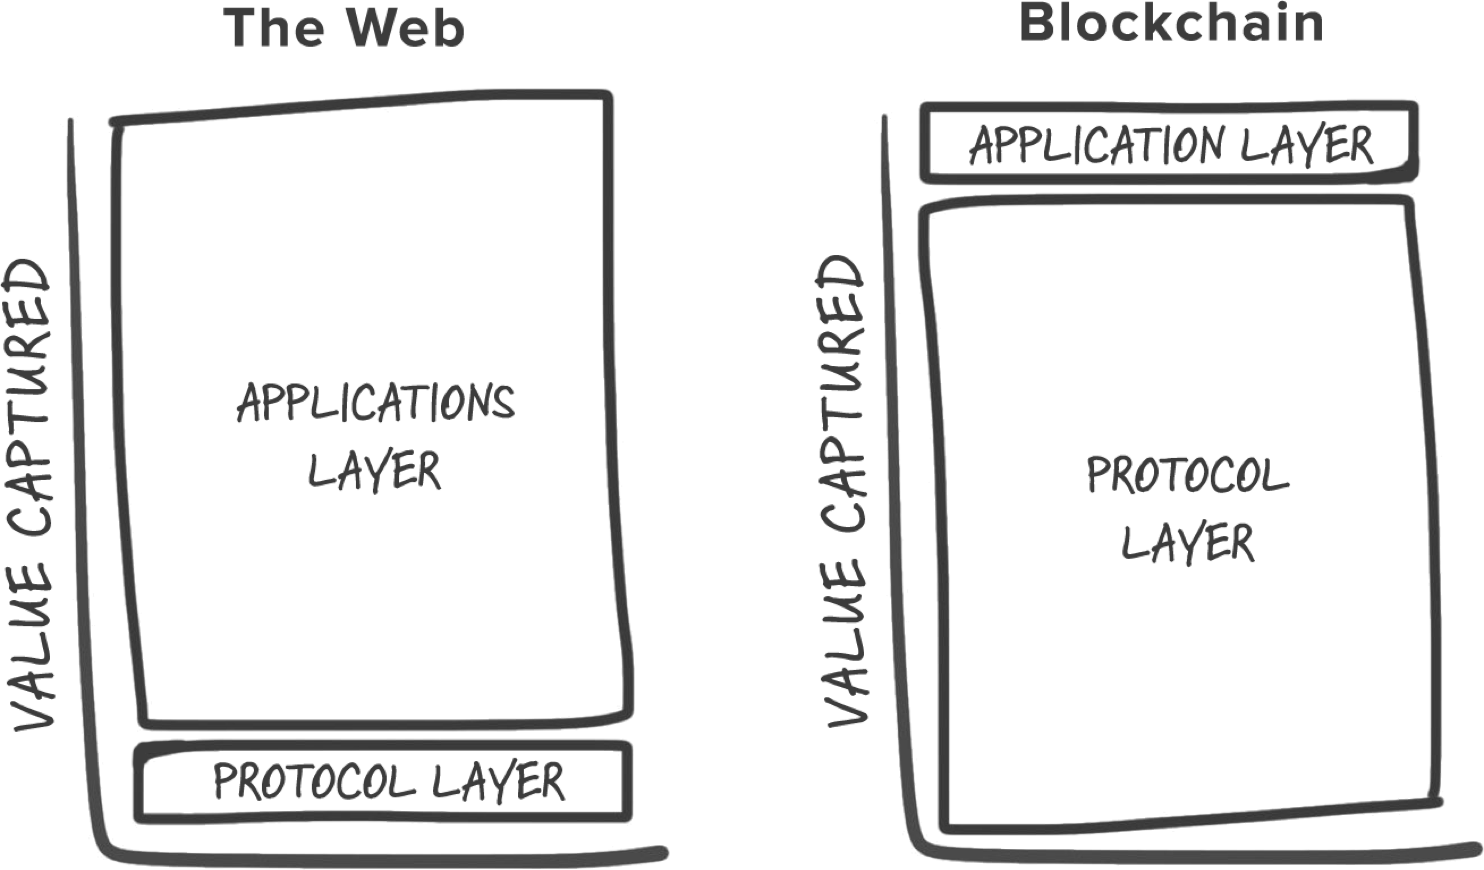 The Web
VALUE CAPTURED
APPLICATIONS
LAYER
PROTOCOL LAYER
Blockchain
VALUE CAPTURED
APPLICATION LAYER
PROTOCOL
LAYER